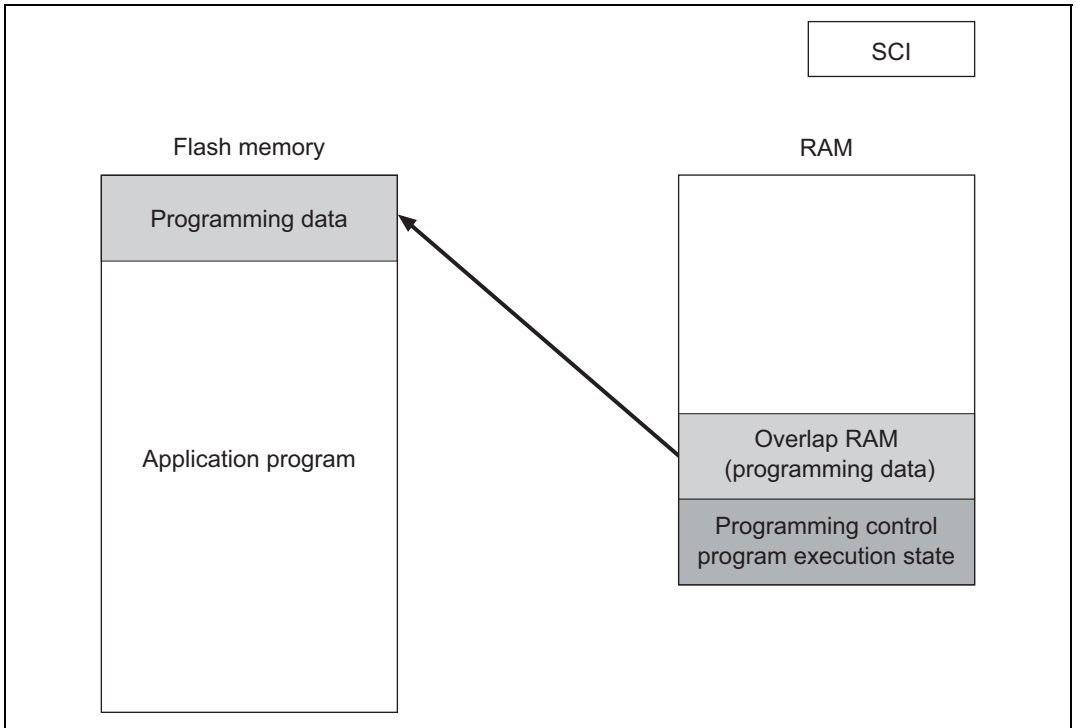 SCI
Flash memory
RAM
Programming data
Application program
Overlap RAM
(programming data)
Programming control
program execution state